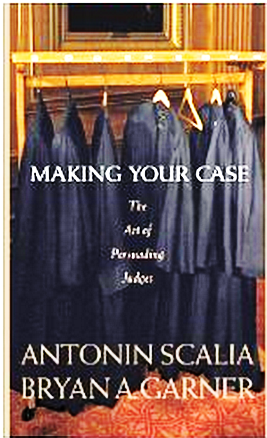 MAKING YOUR CASE
The
Art of
Persuading
Judges
ANTONIN SCALIA
BRYAN A. GARNER